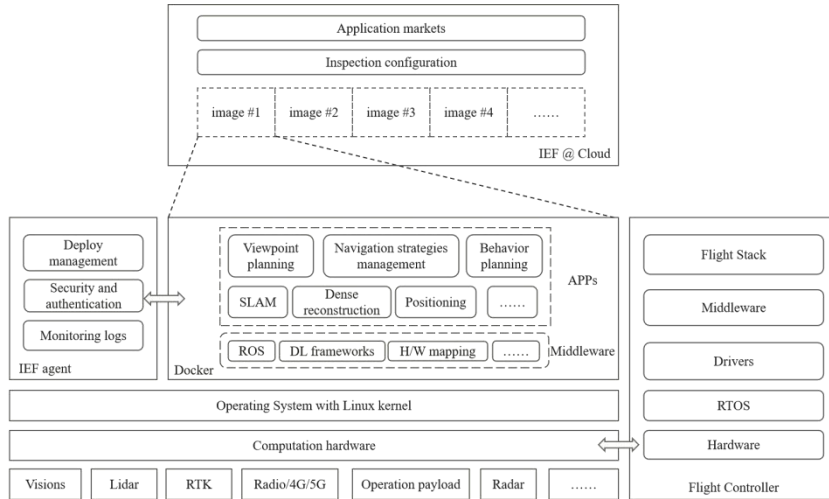 Application markets
Inspection configuration
image #1
image #2
image #3
image #4
......
IEF @ Cloud
Deploy
management
Security and
authentication
Monitoring logs
IEF agent
Viewpoint
planning
Navigation strategies
management
Behavior
planning
SLAM
Dense
reconstruction
Positioning
......
APPs
ROS
DL frameworks
H/W mapping
......
Middleware
Docker
Operating System with Linux kernel
Computation hardware
Visions
Lidar
RTK
Radio/4G/5G
Operation payload
Radar
......
Flight Stack
Middleware
Drivers
RTOS
Hardware
Flight Controller